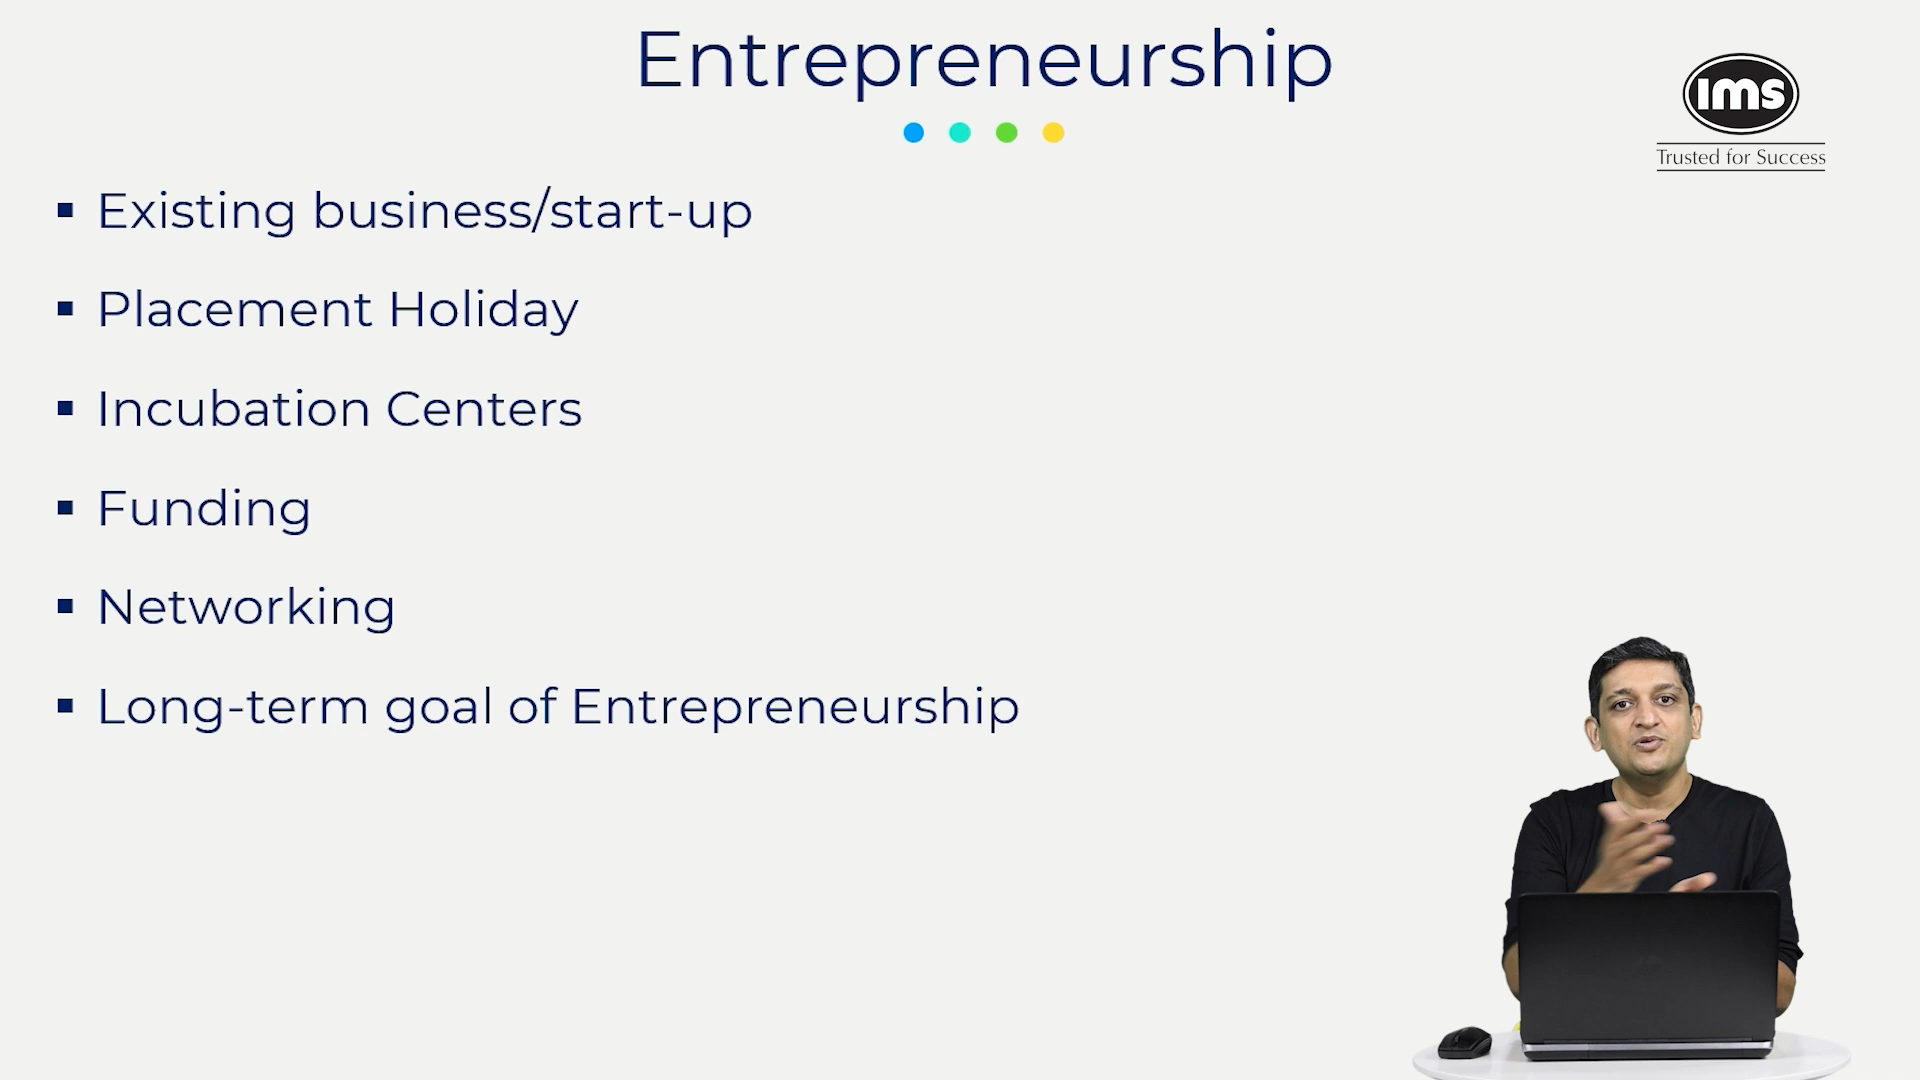 Entrepreneurship
ims
Trusted for Success
Existing business/start-up
Placement Holiday
Incubation Centers
Funding
Networking
Long-term goal of Entrepreneurship